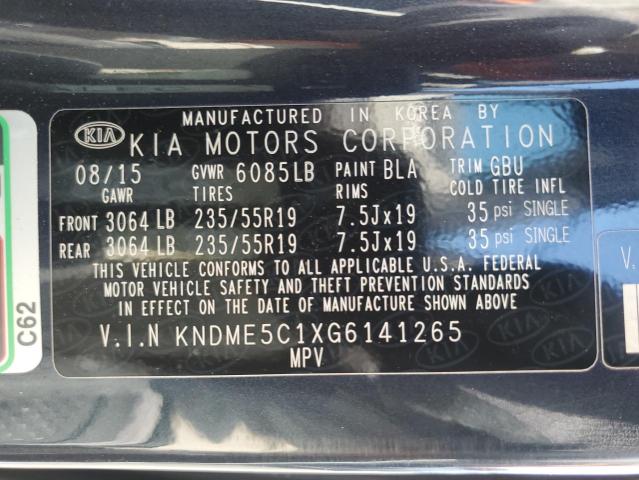 MANUFACTURED IN KOREA BY
KIA KIA MOTORS CORPORATION
08/15 GVWR 6085LB PAINT BLA TRIM GBU
GAWR TIRES RIMS COLD TIRE INFL
FRONT 3064 LB 235/55R19 7.5Jx19 35 psi SINGLE
REAR 3064 LB 235/55R19 7.5Jx19 35 psi SINGLE
THIS VEHICLE CONFORMS TO ALL APPLICABLE U.S.A. FEDERAL
MOTOR VEHICLE SAFETY AND THEFT PREVENTION STANDARDS
IN EFFECT ON THE DATE OF MANUFACTURE SHOWN ABOVE
V.I.N KNDME5C1XG6141265
MPV
C62
V.